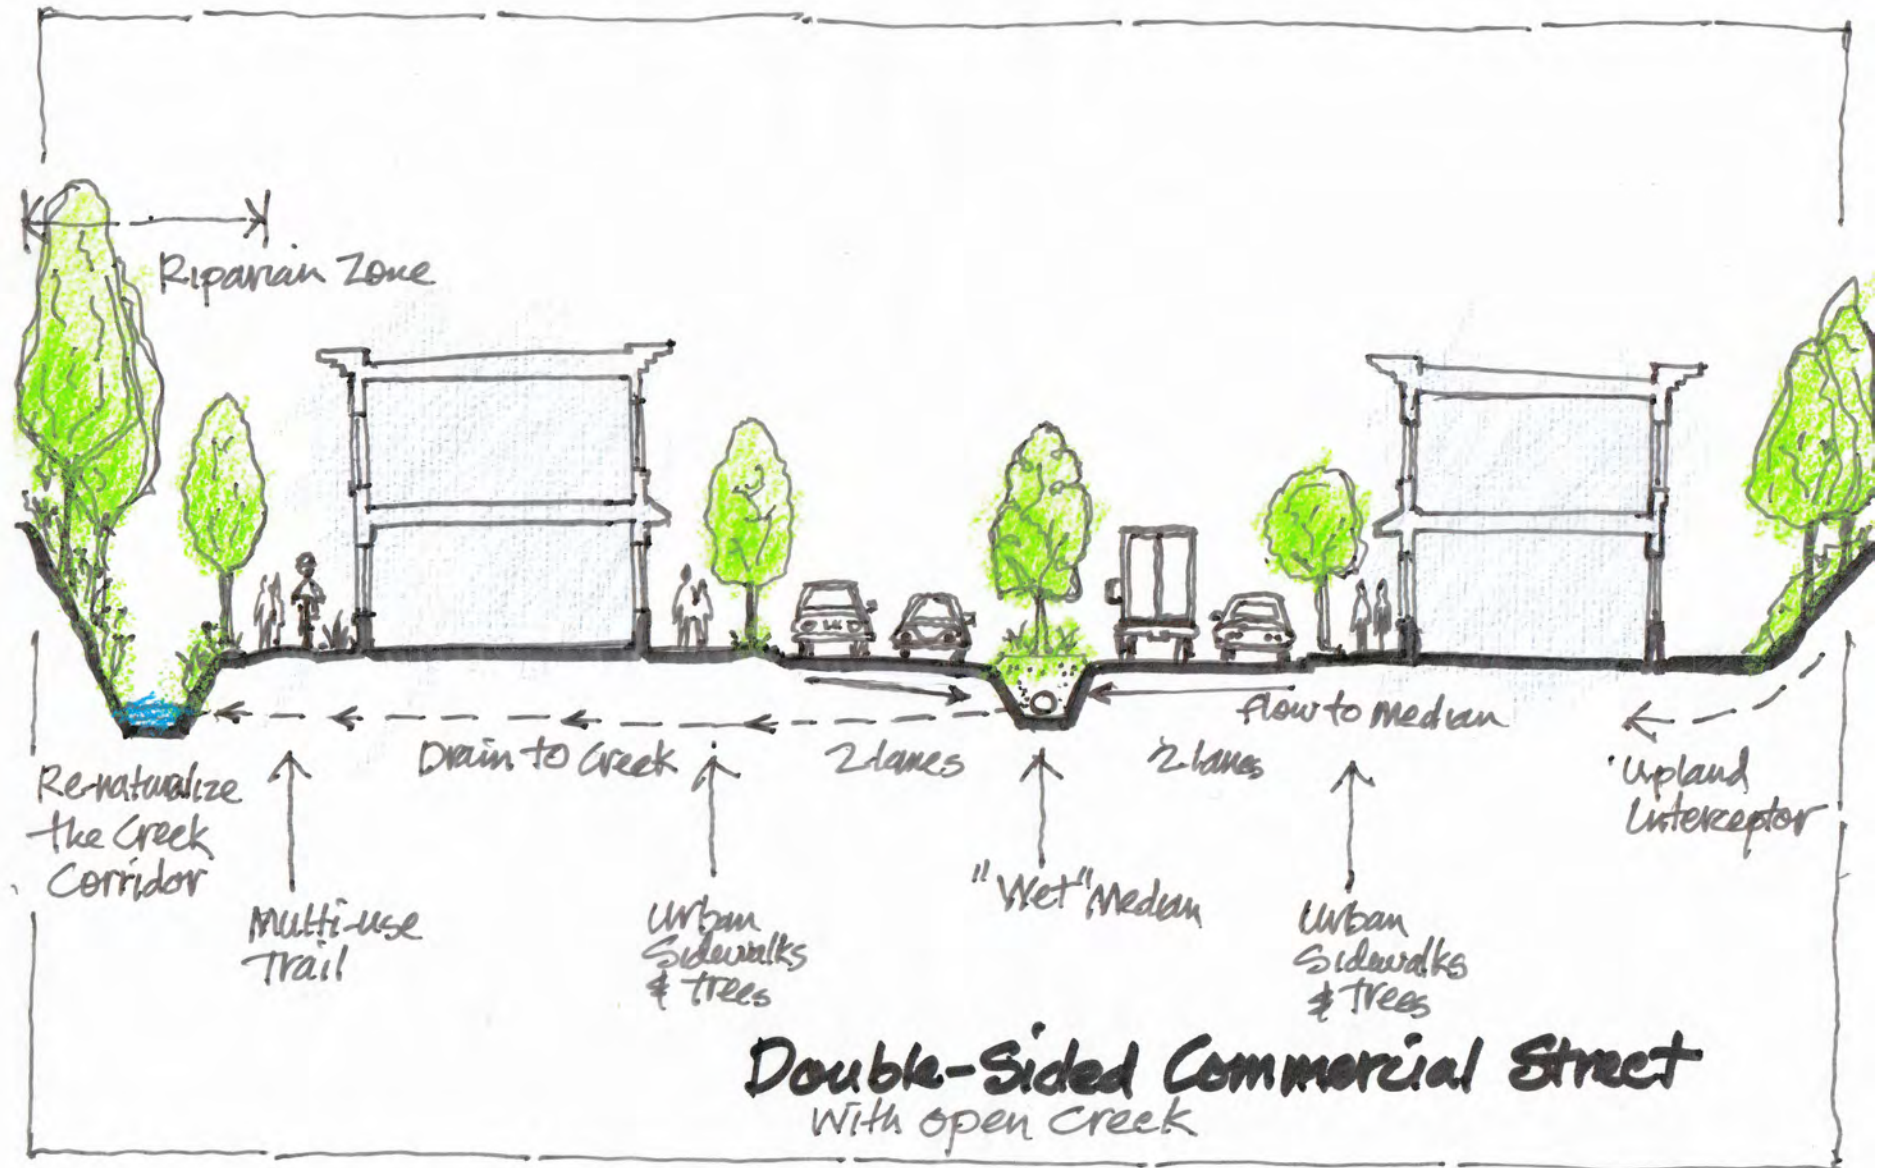 Riparian Zone
flow to Median
Drain to Creek
2 lanes
2 lanes
Re-naturalize
the Creek
Corridor
Upland
Interceptor
"Wet" Median
Multi-use
Trail
Urban
Sidewalks
& trees
Urban
Sidewalks
& Trees
Double-Sided Commercial Street
With open Creek